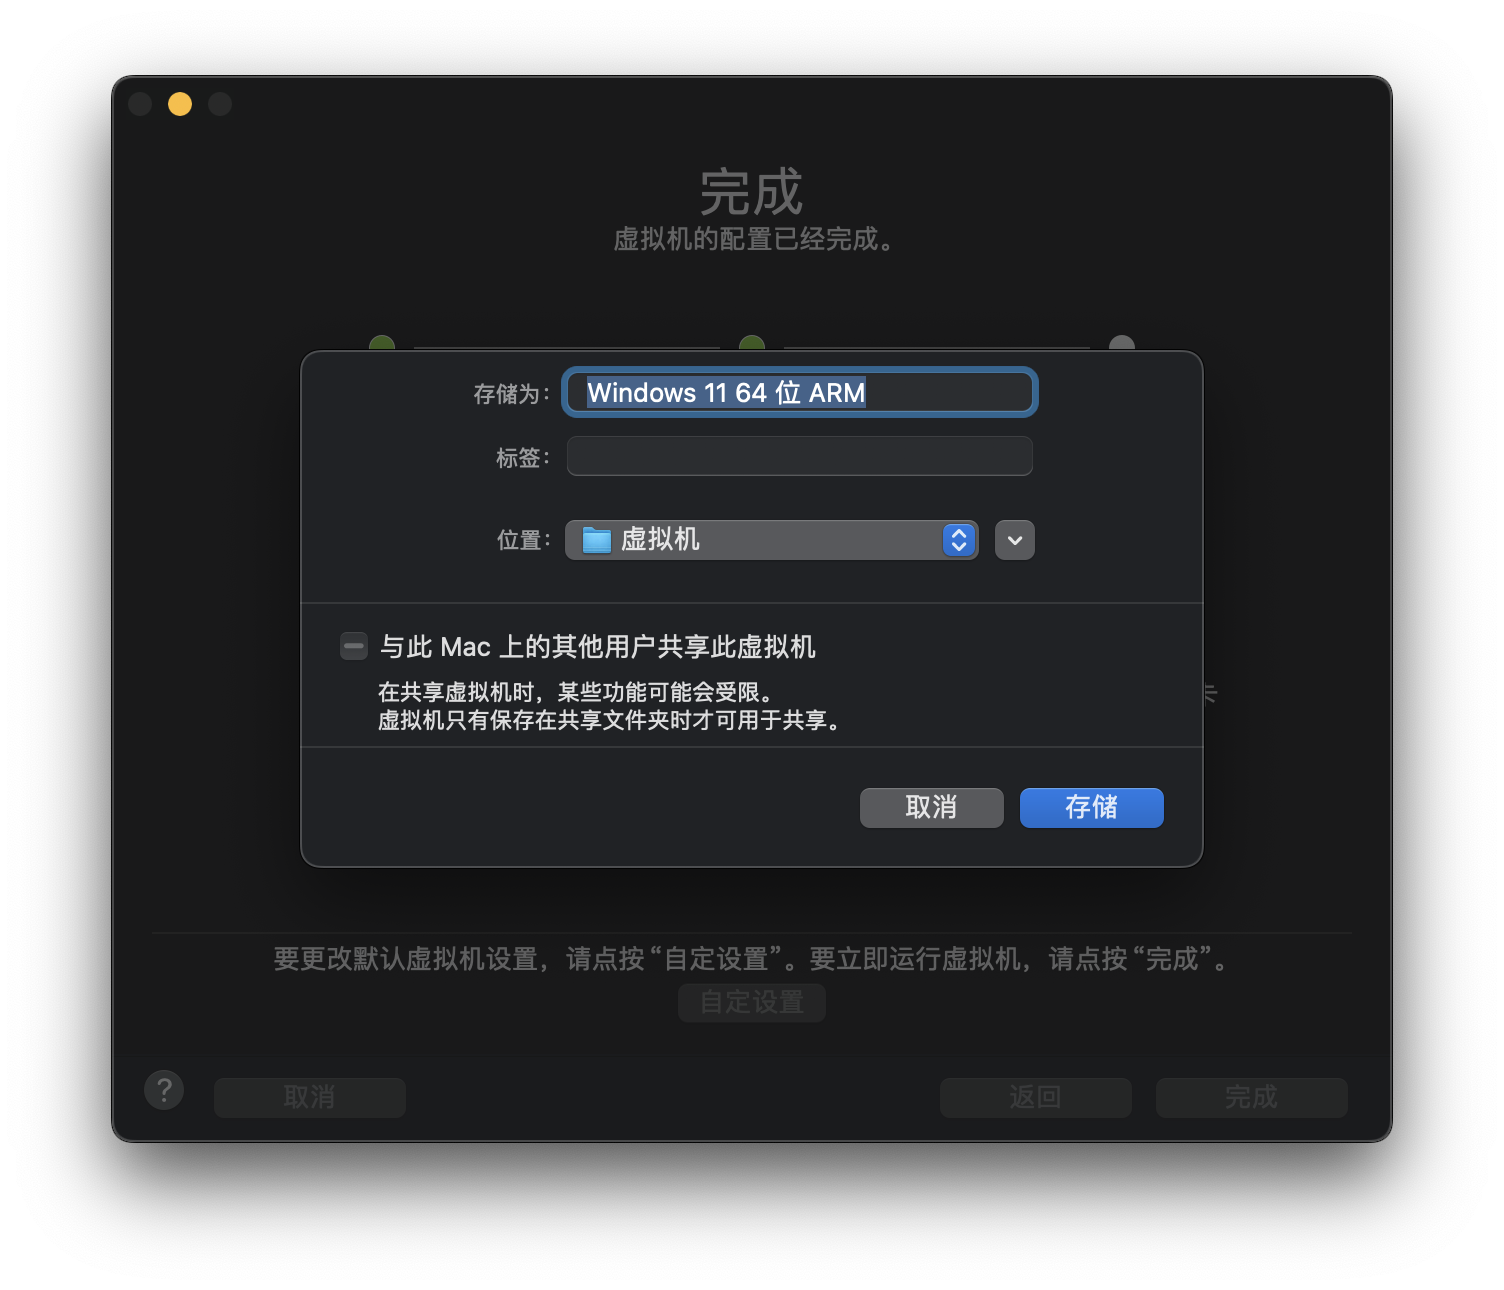 完成
虚拟机的配置已经完成。
存储为：
Windows 11 64 位 ARM
标签：
位置：
虚拟机
与此 Mac 上的其他用户共享此虚拟机
在共享虚拟机时，某些功能可能会受限。
虚拟机只有保存在共享文件夹时才可用于共享。
卡
取消
存储
要更改默认虚拟机设置，请点按“自定设置”。要立即运行虚拟机，请点按“完成”。
自定设置
?
取消
返回
完成